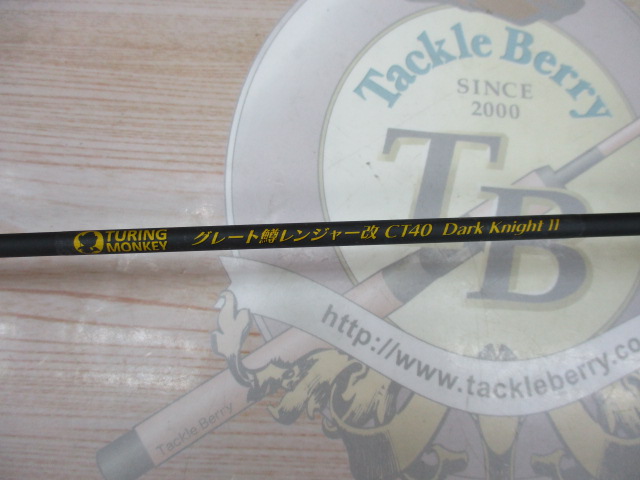 Tackle Berry
SINCE
2000
TB
TURING
MONKEY
グレート鱒レンジャー改 CT40 Dark Knight II
http://www.tackleberry.co
Tackle Berry